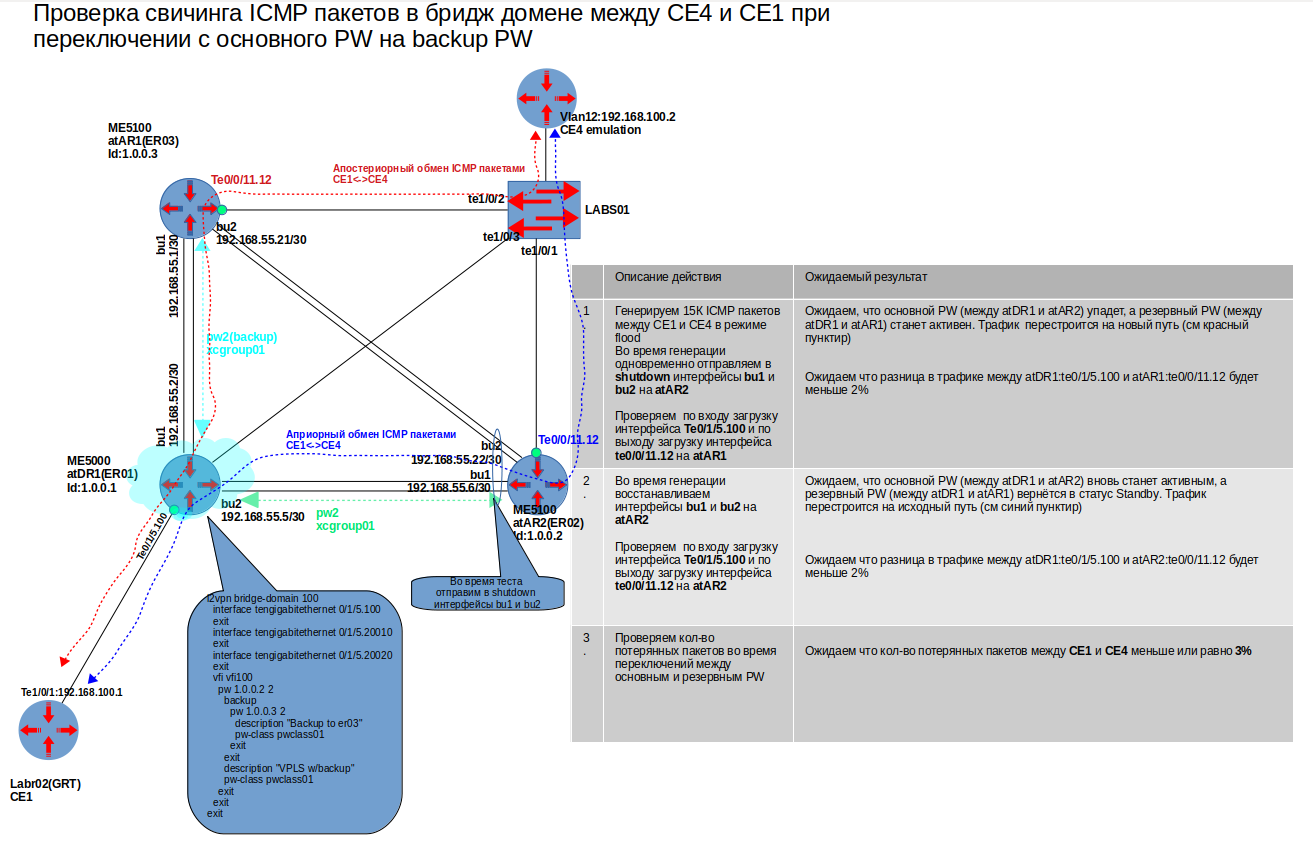 Проверка свичинга ICMP пакетов в бридж домене между CE4 и CE1 при
переключении с основного PW на backup PW
Vlan12:192.168.100.2
CE4 emulation
ME5100
atAR1(ER03)
Id:1.0.0.3
Te0/0/11.12
Апостериорный обмен ICMP пакетами
CE1<->CE4
te1/0/2
LABS01
te1/0/3
te1/0/1
bu2
192.168.55.21/30
bu1
192.168.55.1/30
pw2(backup)
xcgroup01
bu1
192.168.55.2/30
Априорный обмен ICMP пакетами
CE1<->CE4
Te0/0/11.12
bu2
192.168.55.22/30
bu1
192.168.55.6/30
ME5000
atDR1(ER01)
Id:1.0.0.1
bu2
192.168.55.5/30
pw2
xcgroup01
ME5100
atAR2(ER02)
Id:1.0.0.2
Te0/1/5.100
Во время теста
отправим в shutdown
интерфейсы bu1 и bu2
l2vpn bridge-domain 100
interface tengigabitethernet 0/1/5.100
exit
interface tengigabitethernet 0/1/5.20010
exit
interface tengigabitethernet 0/1/5.20020
exit
vfi vfi100
pw 1.0.0.2 2
backup
pw 1.0.0.3 2
description "Backup to er03"
pw-class pwclass01
exit
exit
description "VPLS w/backup"
pw-class pwclass01
exit
exit
exit
Te1/0/1:192.168.100.1
Labr02(GRT)
CE1
Описание действия
Ожидаемый результат
1
Генерируем 15К ICMP пакетов
между CE1 и CE4 в режиме
flood
Во время генерации
одновременно отправляем в
shutdown интерфейсы bu1 и
bu2 на atAR2
Проверяем по входу загрузку
интерфейса Te0/1/5.100 и по
выходу загрузку интерфейса
te0/0/11.12 на atAR1
Ожидаем, что основной PW (между atDR1 и atAR2) упадет, а резервный PW (между
atDR1 и atAR1) станет активен. Трафик перестроится на новый путь (см красный
пунктир)
Ожидаем что разница в трафике между atDR1:te0/1/5.100 и atAR1:te0/0/11.12 будет
меньше 2%
2
.
Во время генерации
восстанавливаем
интерфейсы bu1 и bu2 на
atAR2
Проверяем по входу загрузку
интерфейса Te0/1/5.100 и по
выходу загрузку интерфейса
te0/0/11.12 на atAR2
Ожидаем, что основной PW (между atDR1 и atAR2) вновь станет активным, а
резервный PW (между atDR1 и atAR1) вернётся в статус Standby. Трафик
перестроится на исходный путь (см синий пунктир)
Ожидаем что разница в трафике между atDR1:te0/1/5.100 и atAR2:te0/0/11.12 будет
меньше 2%
3
.
Проверяем кол-во
потерянных пакетов во время
переключений между
основным и резервным PW
Ожидаем что кол-во потерянных пакетов между CE1 и CE4 меньше или равно 3%